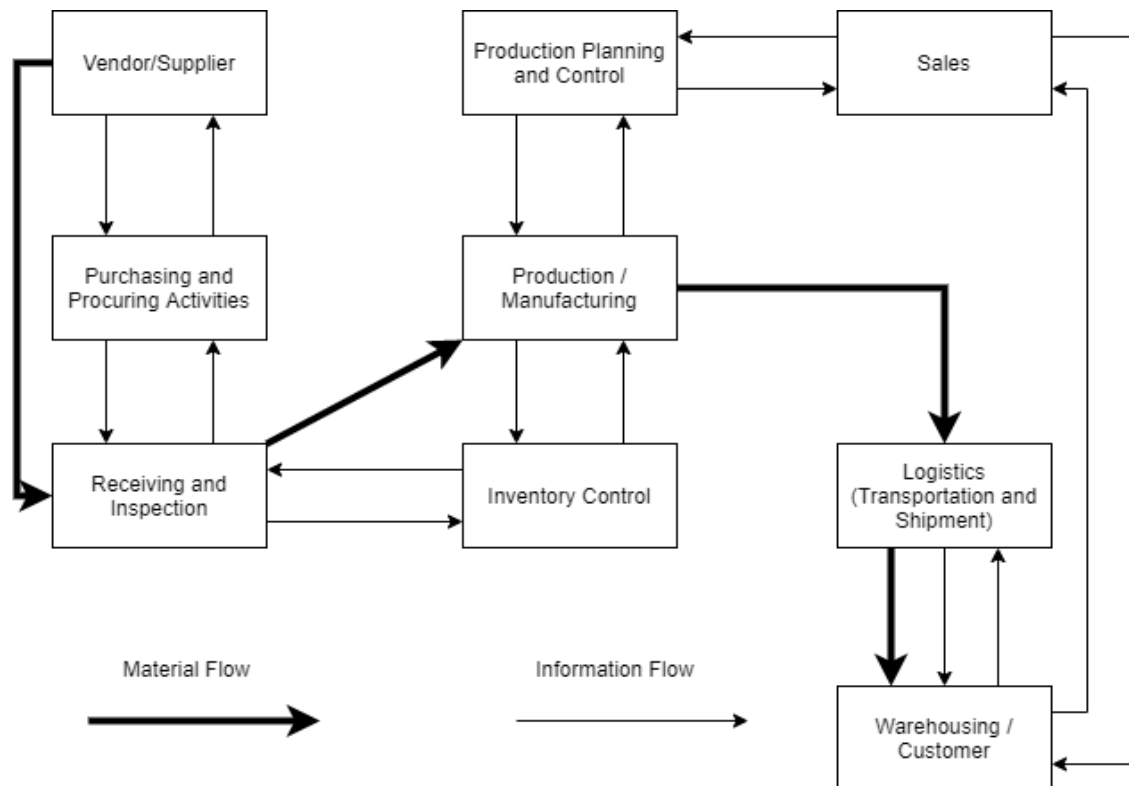 Vendor/Supplier
Production Planning
and Control
Sales
Purchasing and
Procuring Activities
Production /
Manufacturing
Receiving and
Inspection
Inventory Control
Logistics
(Transportation and
Shipment)
Material Flow
Information Flow
Warehousing /
Customer